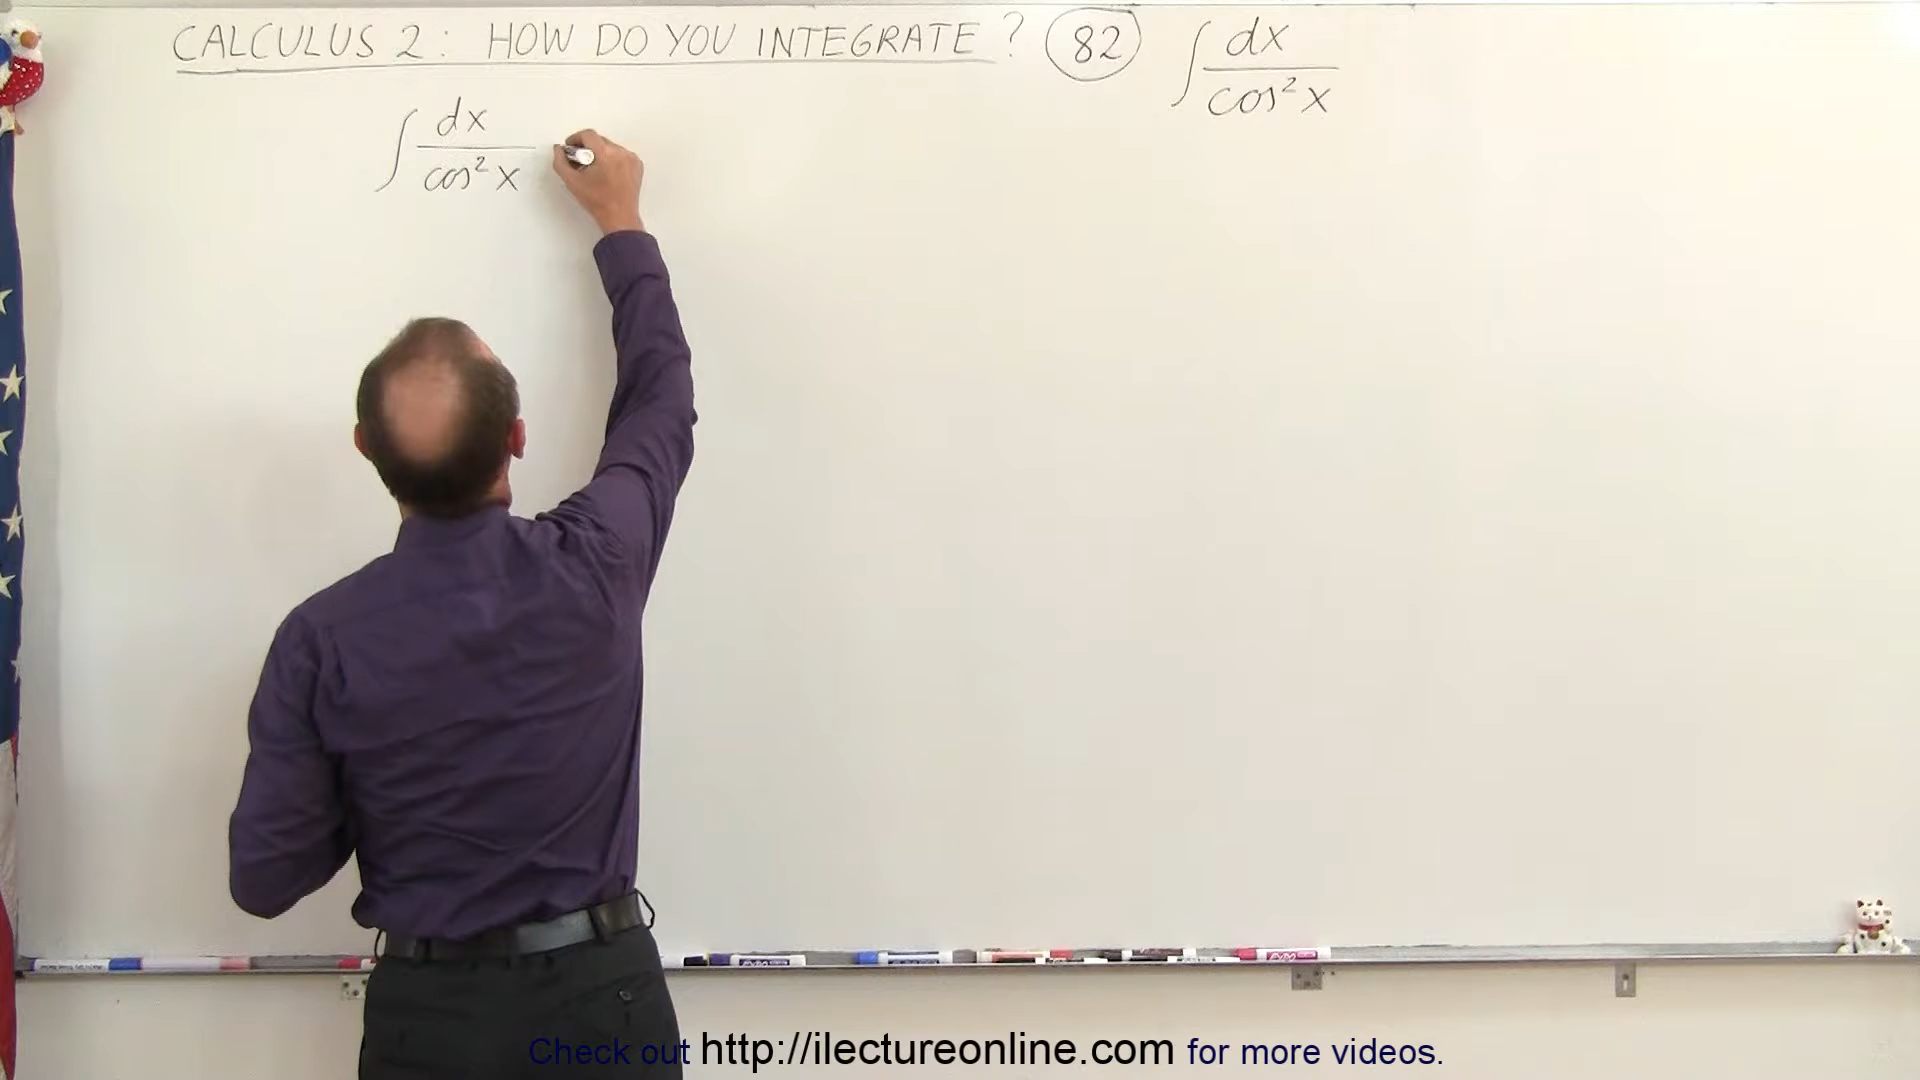 CALCULUS 2: HOW DO YOU INTEGRATE? 82 ∫ dx / cos²x
∫ dx / cos²x
EXPO
Check out http://ilectureonline.com for more videos.